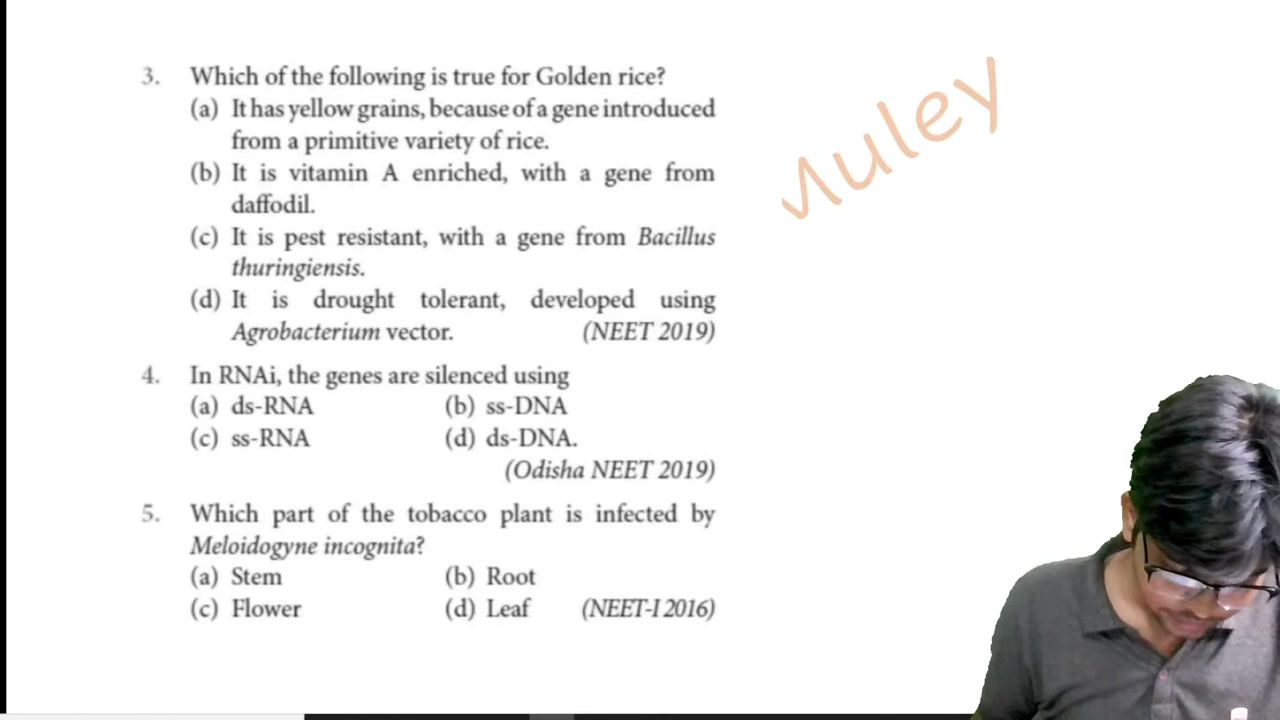 3. Which of the following is true for Golden rice?
(a) It has yellow grains, because of a gene introduced
from a primitive variety of rice.
(b) It is vitamin A enriched, with a gene from
daffodil.
(c) It is pest resistant, with a gene from Bacillus
thuringiensis.
(d) It is drought tolerant, developed using
Agrobacterium vector. (NEET 2019)
4. In RNAi, the genes are silenced using
(a) ds-RNA (b) ss-DNA
(c) ss-RNA (d) ds-DNA.
(Odisha NEET 2019)
5. Which part of the tobacco plant is infected by
Meloidogyne incognita?
(a) Stem (b) Root
(c) Flower (d) Leaf (NEET-I 2016)